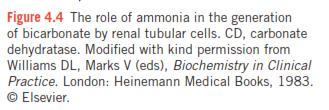 Figure 4.4 The role of ammonia in the generation
of bicarbonate by renal tubular cells. CD, carbonate
dehydratase. Modified with kind permission from
Williams DL, Marks V (eds), Biochemistry in Clinical
Practice. London: Heinemann Medical Books, 1983.
© Elsevier.